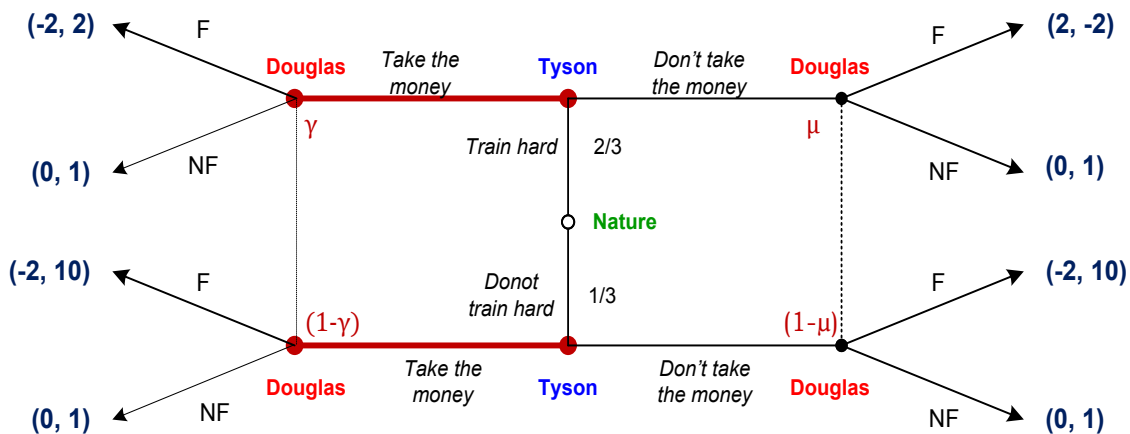 (-2, 2)
F
Take the
money
Don't take
the money
F
(2, -2)
Douglas
Tyson
Douglas
γ
μ
Train hard
2/3
(0, 1)
NF
NF
(0, 1)
Nature
(-2, 10)
F
Donot
train hard
1/3
F
(-2, 10)
(1-γ)
(1-μ)
Take the
money
Don't take
the money
Douglas
Tyson
Douglas
(0, 1)
NF
NF
(0, 1)